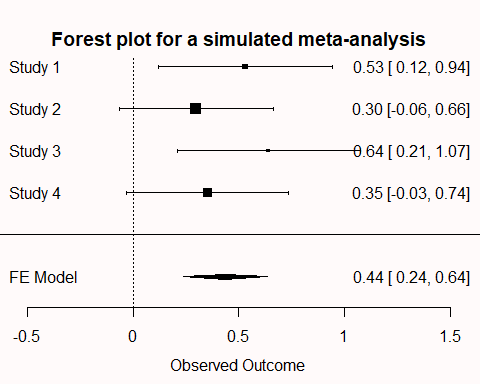 Forest plot for a simulated meta-analysis
Study 1 0.53 [ 0.12, 0.94]
Study 2 0.30 [-0.06, 0.66]
Study 3 0.64 [ 0.21, 1.07]
Study 4 0.35 [-0.03, 0.74]
FE Model 0.44 [ 0.24, 0.64]
-0.5 0 0.5 1 1.5
Observed Outcome